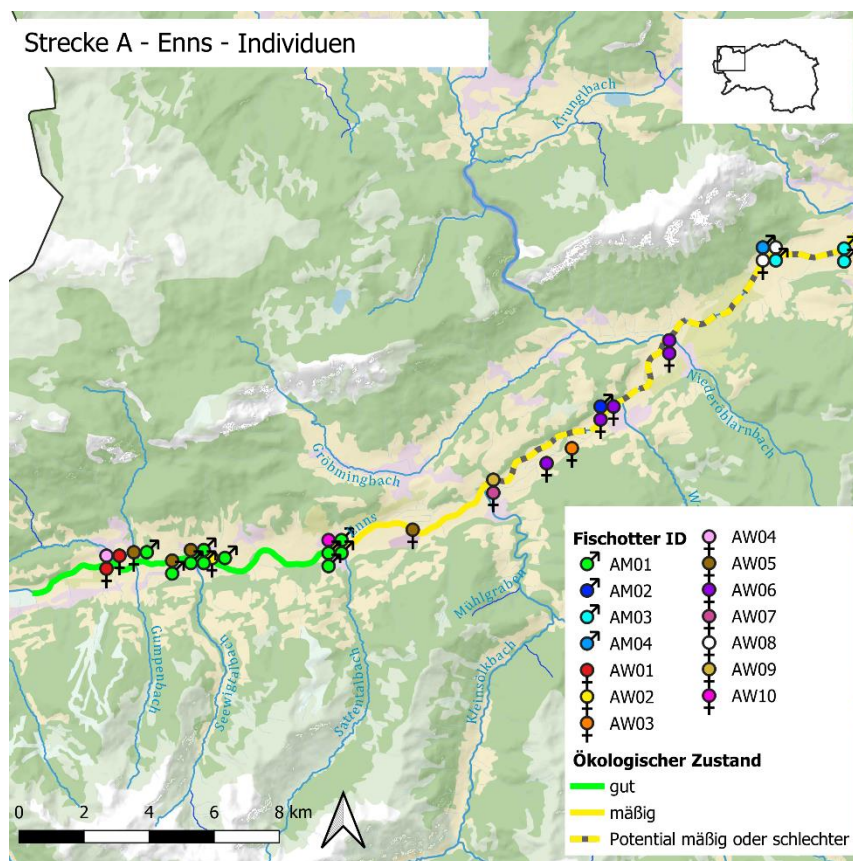 Strecke A - Enns - Individuen
Krunglbach
Niederöblarnbach
Gröbmingbach
Enns
W
Mühlgraben
Kleinsölkbach
Gumpenbach
Seewigtalbach
Sattentalbach
Fischotter ID
AM01
AM02
AM03
AM04
AW01
AW02
AW03
AW04
AW05
AW06
AW07
AW08
AW09
AW10
Ökologischer Zustand
gut
mäßig
Potential mäßig oder schlechter
0 2 4 6 8 km